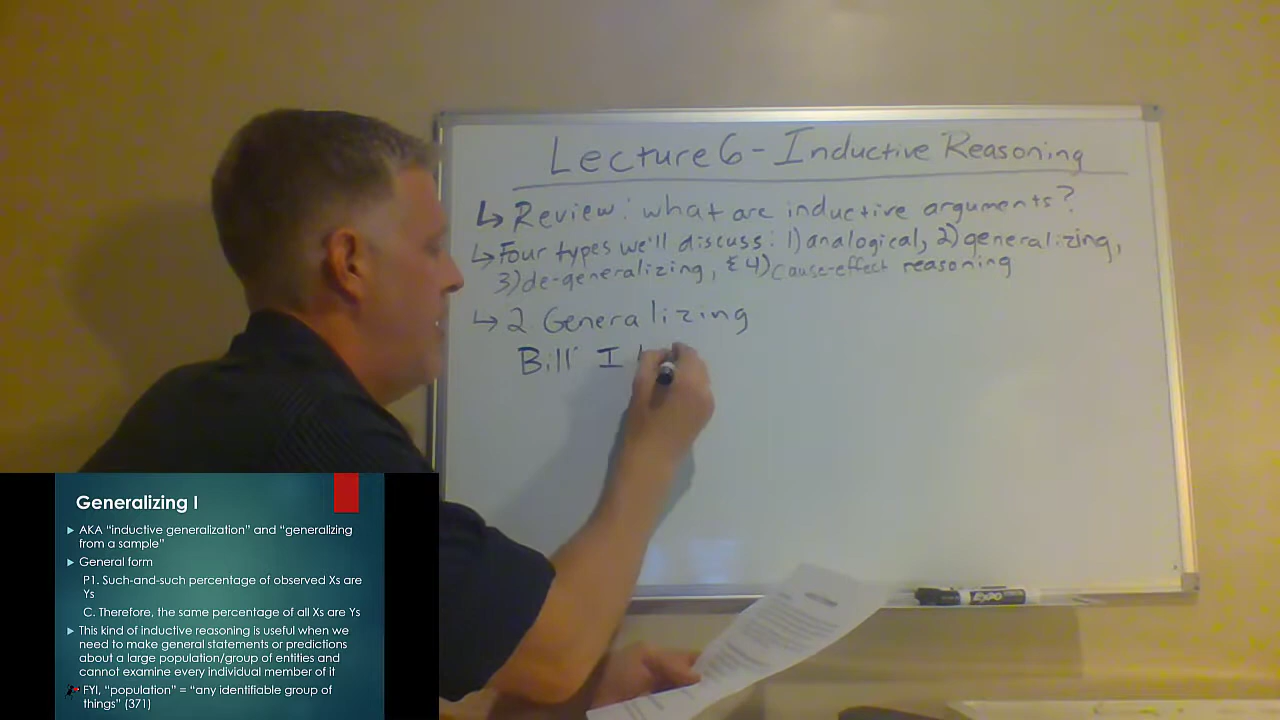 Lecture 6 - Inductive Reasoning
↳ Review: what are inductive arguments?
↳ Four types we'll discuss: 1) analogical, 2) generalizing,
3) de-generalizing, & 4) cause-effect reasoning
↳ 2 Generalizing
Bill: I
Generalizing I
AKA "inductive generalization" and "generalizing
from a sample"
General form
P1. Such-and-such percentage of observed Xs are
Ys
C. Therefore, the same percentage of all Xs are Ys
This kind of inductive reasoning is useful when we
need to make general statements or predictions
about a large population/group of entities and
cannot examine every individual member of it
FYI, "population" = "any identifiable group of
things" (371)
EXPO